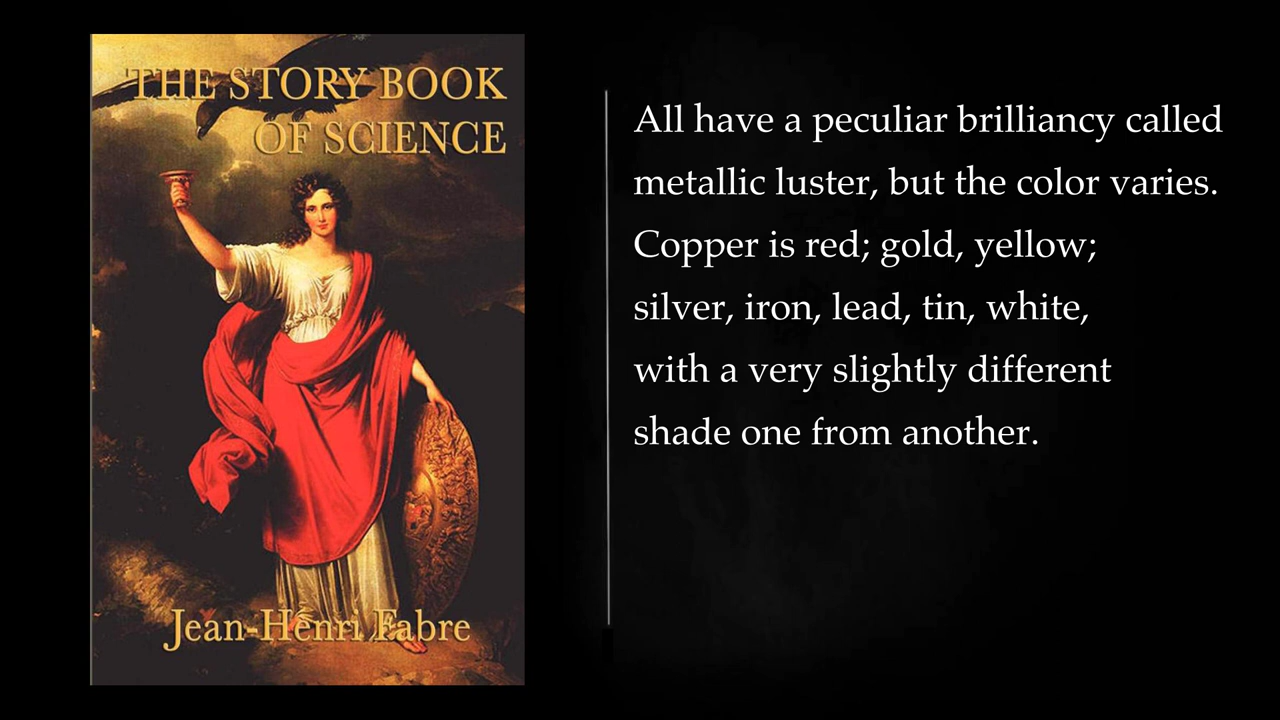 THE STORY BOOK
OF SCIENCE
Jean-Henri Fabre
All have a peculiar brilliancy called
metallic luster, but the color varies.
Copper is red; gold, yellow;
silver, iron, lead, tin, white,
with a very slightly different
shade one from another.